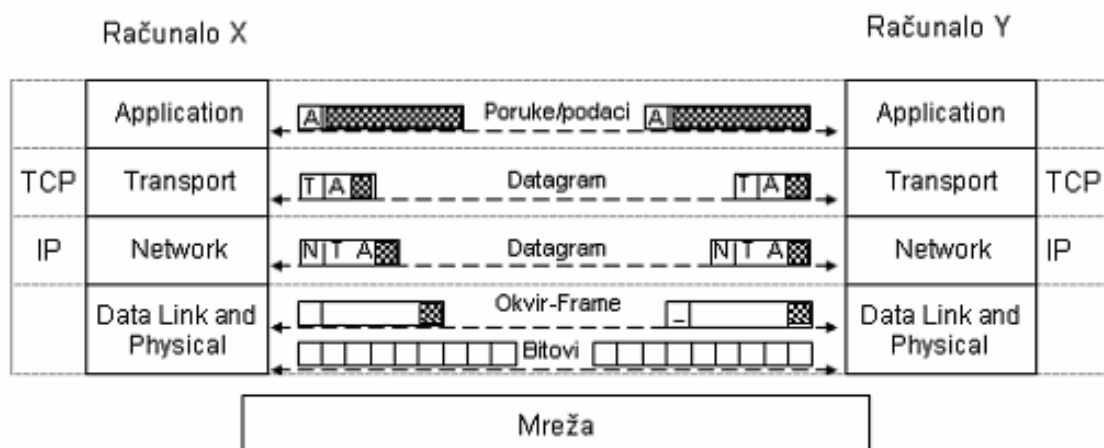 Računalo X
Računalo Y
Application
A
Poruke/podaci
A
Application
TCP
Transport
T A
Datagram
T A
Transport
TCP
IP
Network
N T A
Datagram
N T A
Network
IP
Data Link and
Physical
Okvir-Frame
Bitovi
Data Link and
Physical
Mreža